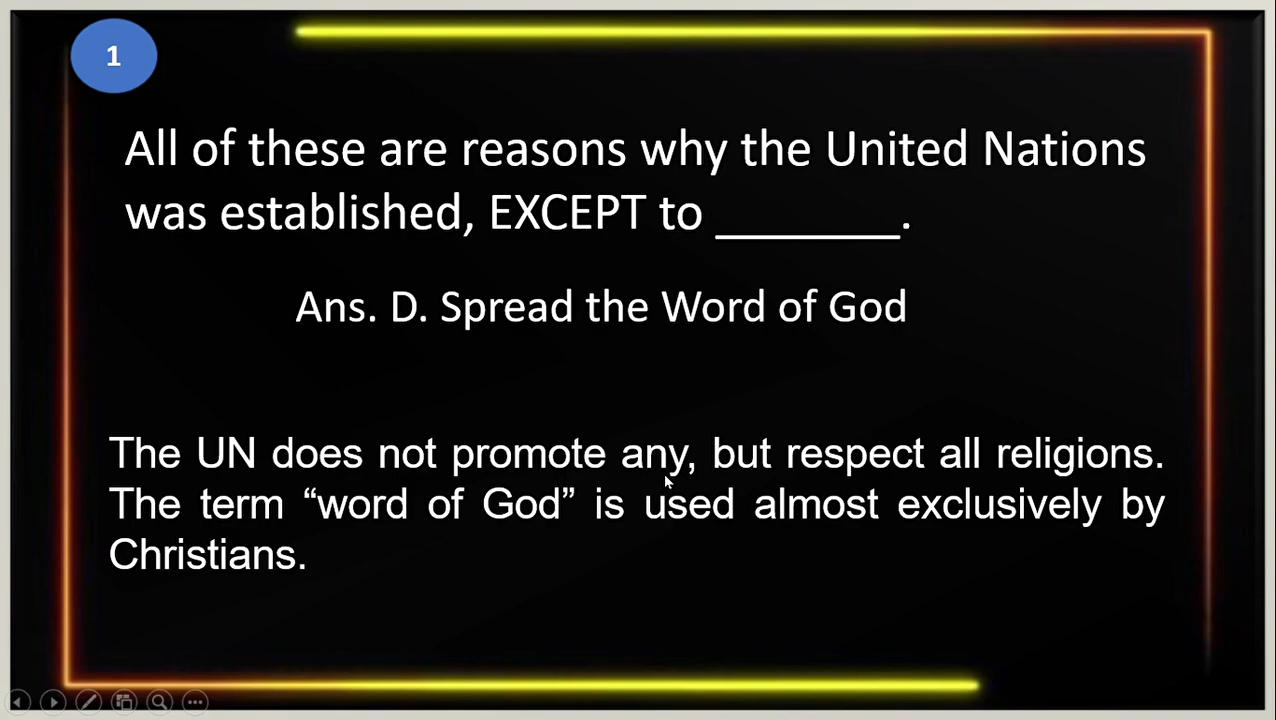 1
All of these are reasons why the United Nations
was established, EXCEPT to ________.
Ans. D. Spread the Word of God
The UN does not promote any, but respect all religions.
The term “word of God” is used almost exclusively by
Christians.